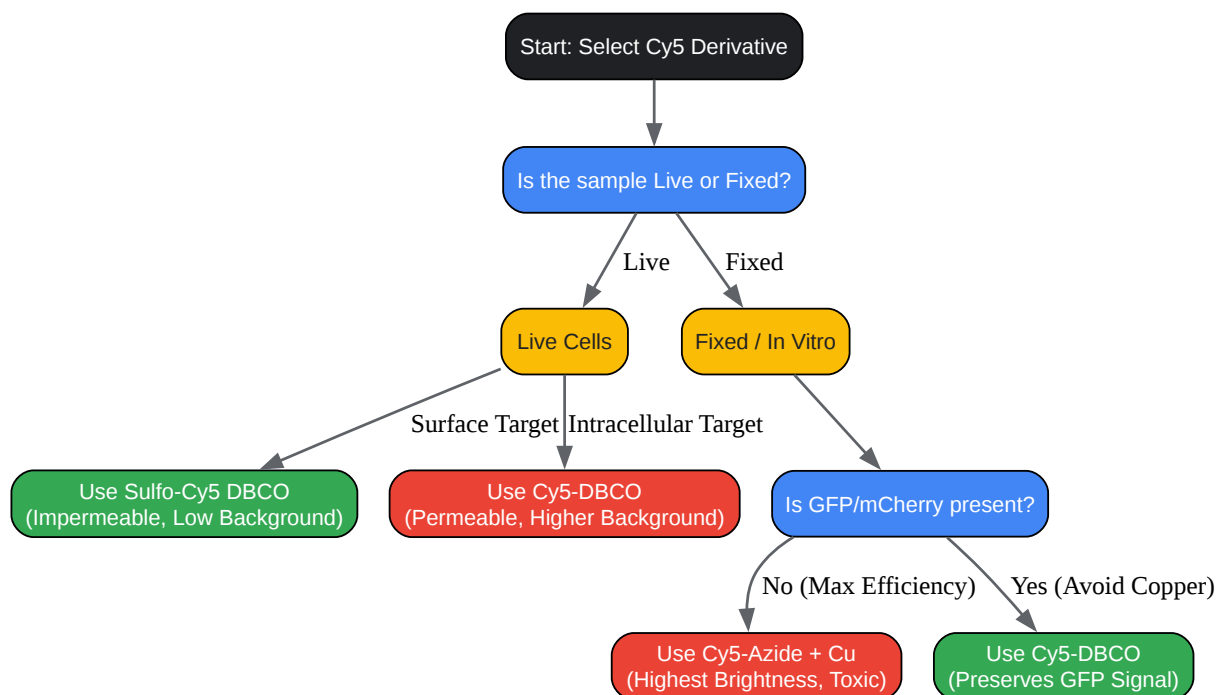 Start: Select Cy5 Derivative
Is the sample Live or Fixed?
Live
Fixed
Live Cells
Fixed / In Vitro
Surface Target
Intracellular Target
Use Sulfo-Cy5 DBCO
(Impermeable, Low Background)
Use Cy5-DBCO
(Permeable, Higher Background)
Is GFP/mCherry present?
No (Max Efficiency)
Yes (Avoid Copper)
Use Cy5-Azide + Cu
(Highest Brightness, Toxic)
Use Cy5-DBCO
(Preserves GFP Signal)